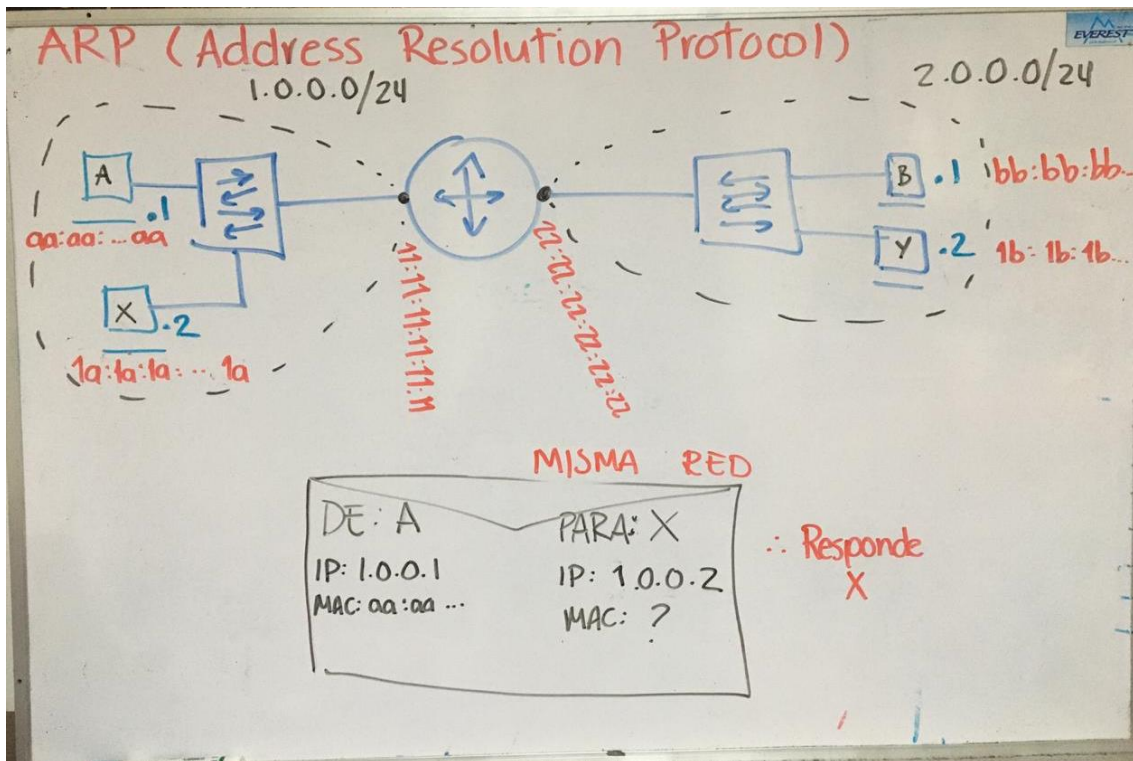 ARP (Address Resolution Protocol)
EVEREST
1.0.0.0/24
2.0.0.0/24
A
.1
aa:aa:...aa
X
.2
1a:1a:1a:... 1a
11:11:11:11:11:11
22:22:22:22:22:22
B .1 bb:bb:bb...
Y .2 1b:1b:1b...
MISMA RED
DE: A
IP: 1.0.0.1
MAC: aa:aa ...
PARA: X
IP: 1.0.0.2
MAC: ?
∴ Responde
X